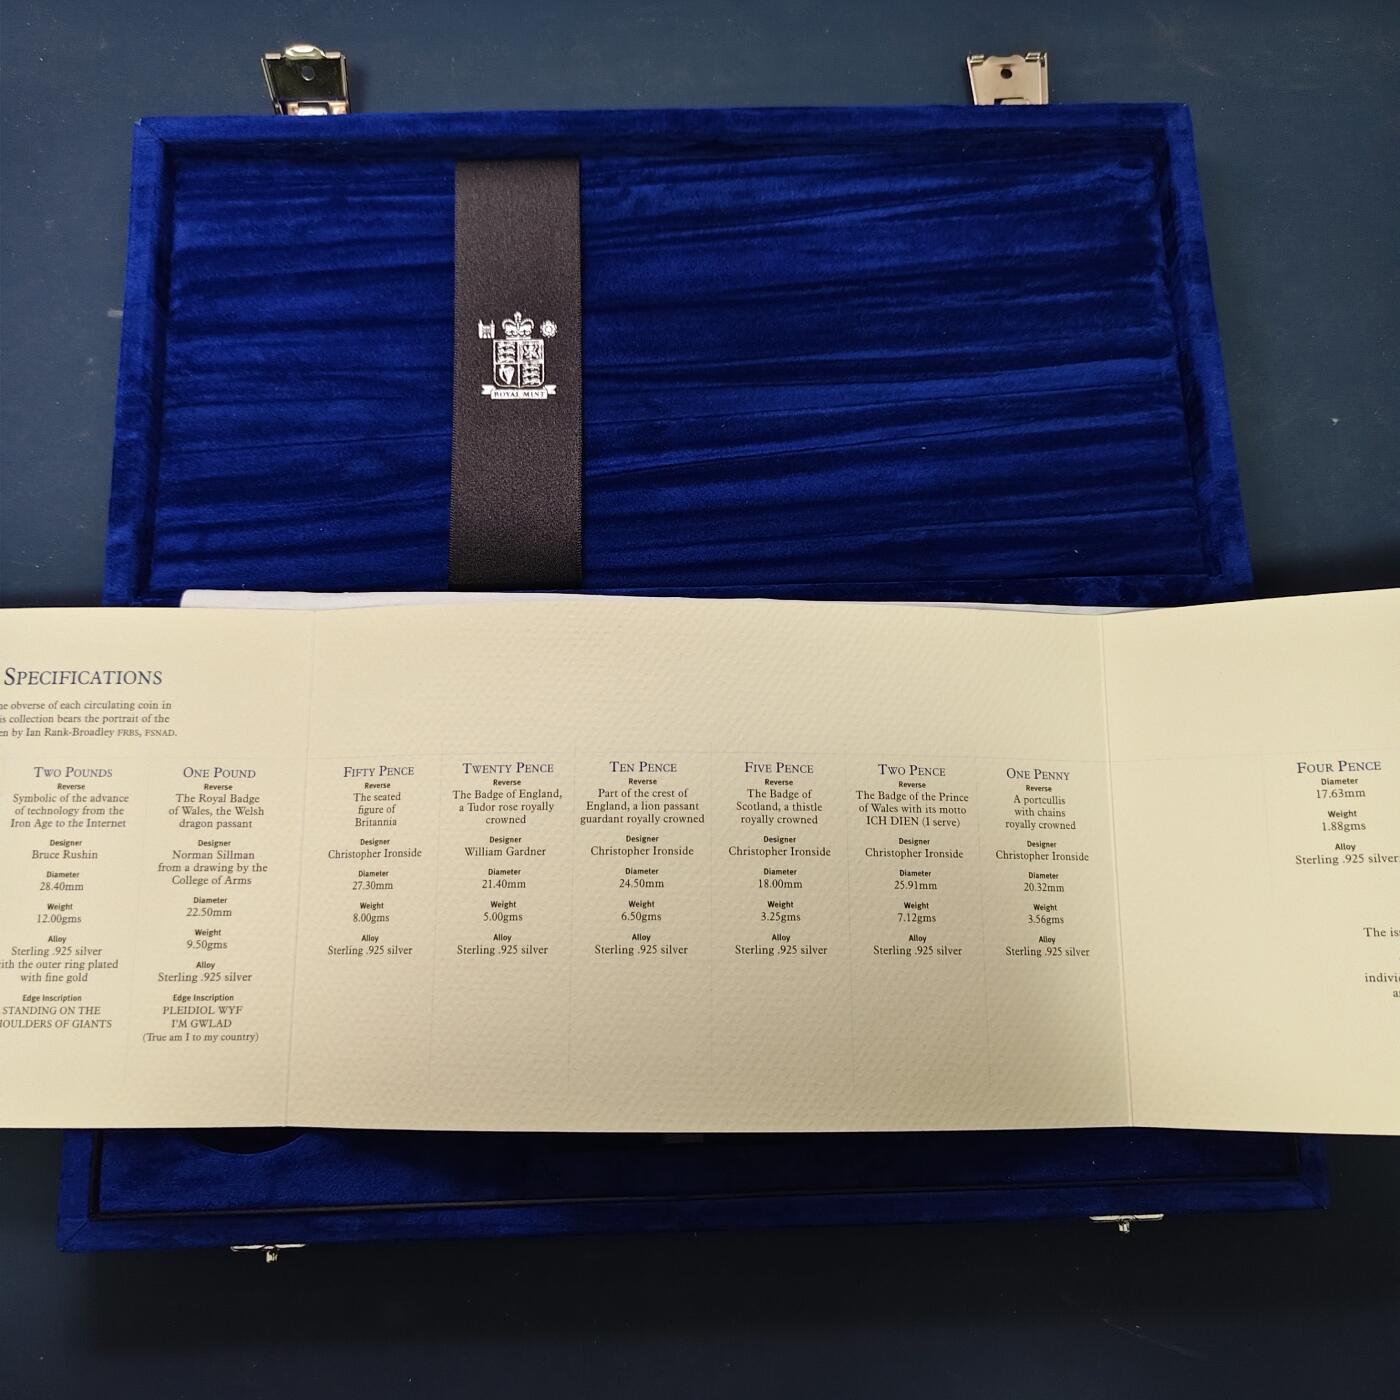 ROYAL MINT
SPECIFICATIONS
obverse of each circulating coin in
collection bears the portrait of the
by Ian Rank-Broadley FRBS, FSNAD.
TWO POUNDS
Reverse
Symbolic of the advance
of technology from the
Iron Age to the Internet
Designer
Bruce Rushin
Diameter
28.40mm
Weight
12.00gms
Alloy
Sterling .925 silver
with the outer ring plated
with fine gold
Edge Inscription
STANDING ON THE
SHOULDERS OF GIANTS
ONE POUND
Reverse
The Royal Badge
of Wales, the Welsh
dragon passant
Designer
Norman Sillman
from a drawing by the
College of Arms
Diameter
22.50mm
Weight
9.50gms
Alloy
Sterling .925 silver
Edge Inscription
PLEIDIOL WYF
I'M GWLAD
(True am I to my country)
FIFTY PENCE
Reverse
The seated
figure of
Britannia
Designer
Christopher Ironside
Diameter
27.30mm
Weight
8.00gms
Alloy
Sterling .925 silver
TWENTY PENCE
Reverse
The Badge of England,
a Tudor rose royally
crowned
Designer
William Gardner
Diameter
21.40mm
Weight
5.00gms
Alloy
Sterling .925 silver
TEN PENCE
Reverse
Part of the crest of
England, a lion passant
guardant royally crowned
Designer
Christopher Ironside
Diameter
24.50mm
Weight
6.50gms
Alloy
Sterling .925 silver
FIVE PENCE
Reverse
The Badge of
Scotland, a thistle
royally crowned
Designer
Christopher Ironside
Diameter
18.00mm
Weight
3.25gms
Alloy
Sterling .925 silver
TWO PENCE
Reverse
The Badge of the Prince
of Wales with its motto
ICH DIEN (I serve)
Designer
Christopher Ironside
Diameter
25.91mm
Weight
7.12gms
Alloy
Sterling .925 silver
ONE PENNY
Reverse
A portcullis
with chains
royally crowned
Designer
Christopher Ironside
Diameter
20.32mm
Weight
3.56gms
Alloy
Sterling .925 silver
FOUR PENCE
Diameter
17.63mm
Weight
1.88gms
Alloy
Sterling .925 silver
The